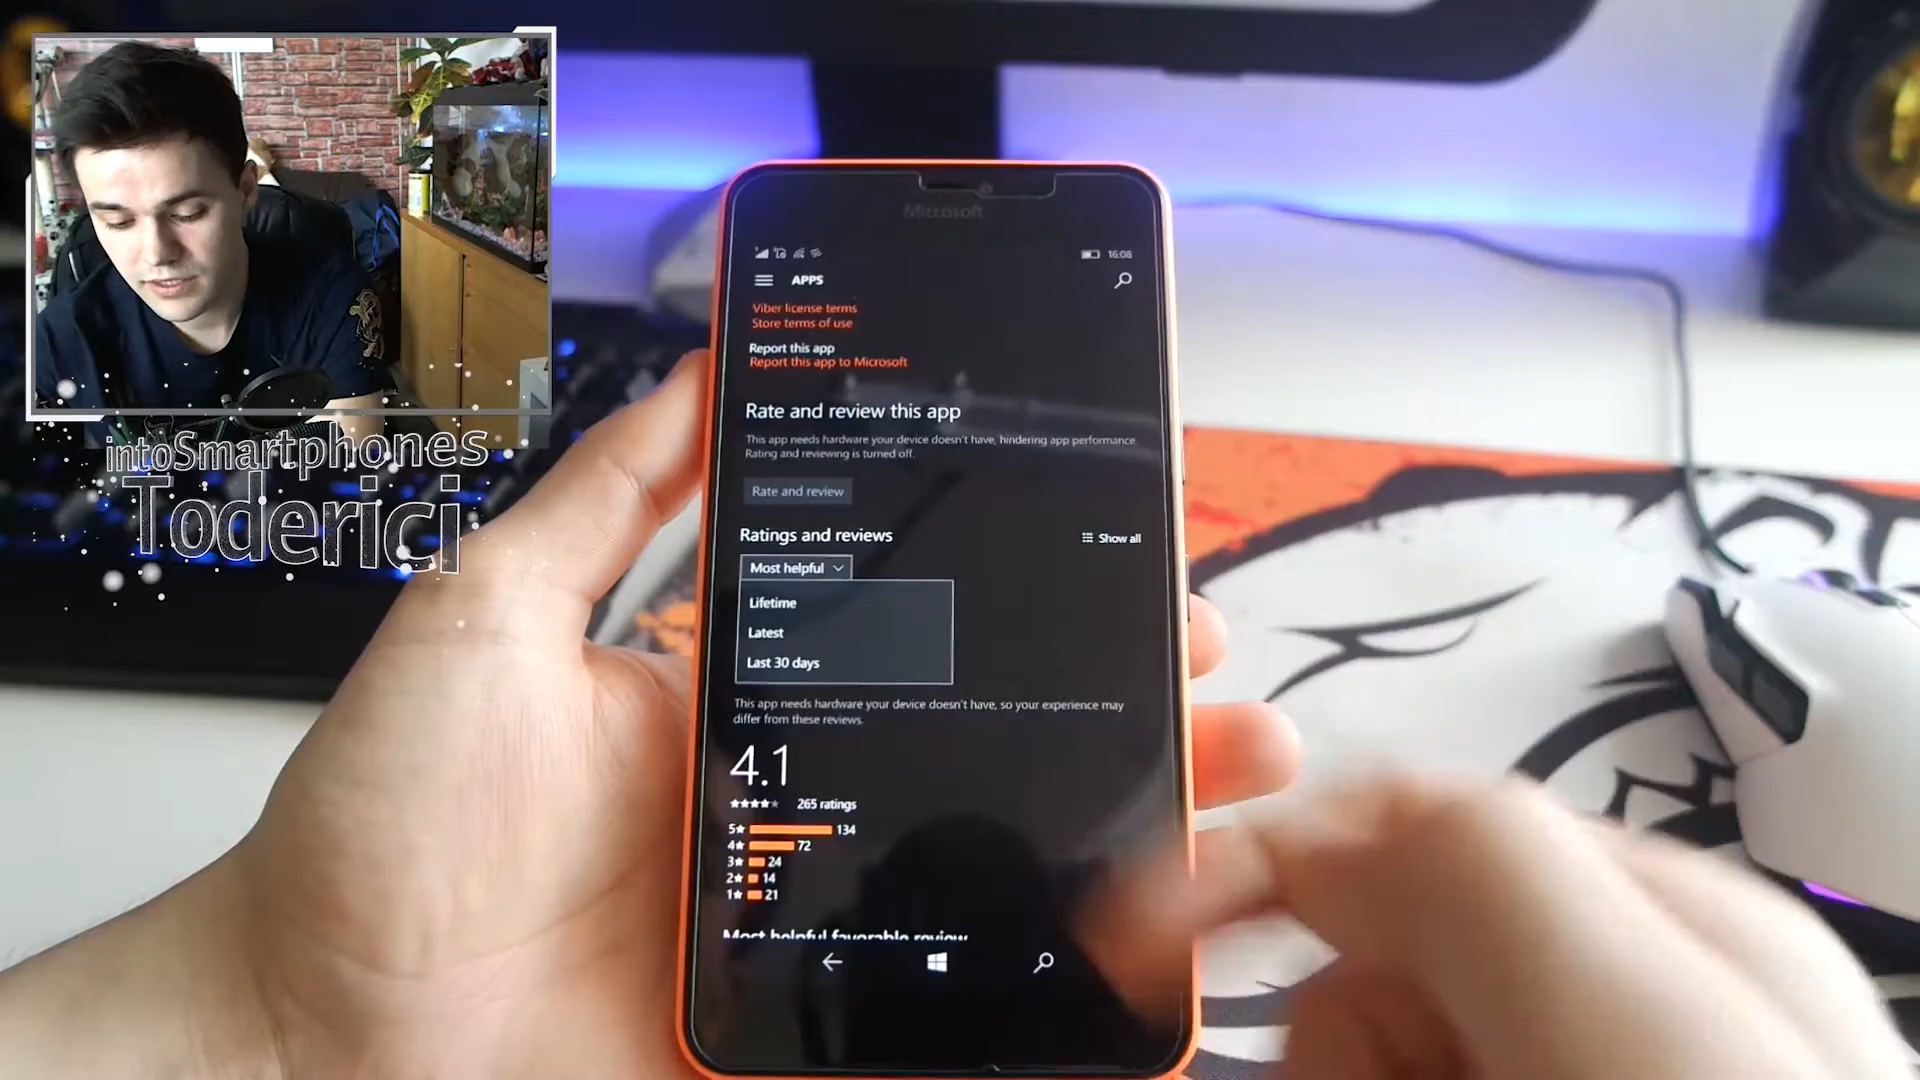 intoSmartphones
Toderici
Microsoft
16:08
APPS
Viber license terms
Store terms of use
Report this app
Report this app to Microsoft
Rate and review this app
This app needs hardware your device doesn't have, hindering app performance.
Rating and reviewing is turned off.
Rate and review
Ratings and reviews
Show all
Most helpful
Lifetime
Latest
Last 30 days
This app needs hardware your device doesn't have, so your experience may
differ from these reviews.
4.1
★★★★★ 265 ratings
5★ 134
4★ 72
3★ 24
2★ 14
1★ 21
Most helpful favorable review